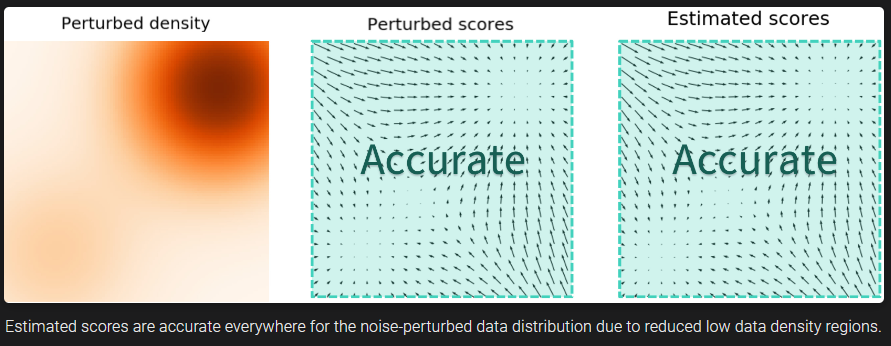 Perturbed density
Perturbed scores
Estimated scores
Accurate
Accurate
Estimated scores are accurate everywhere for the noise-perturbed data distribution due to reduced low data density regions.